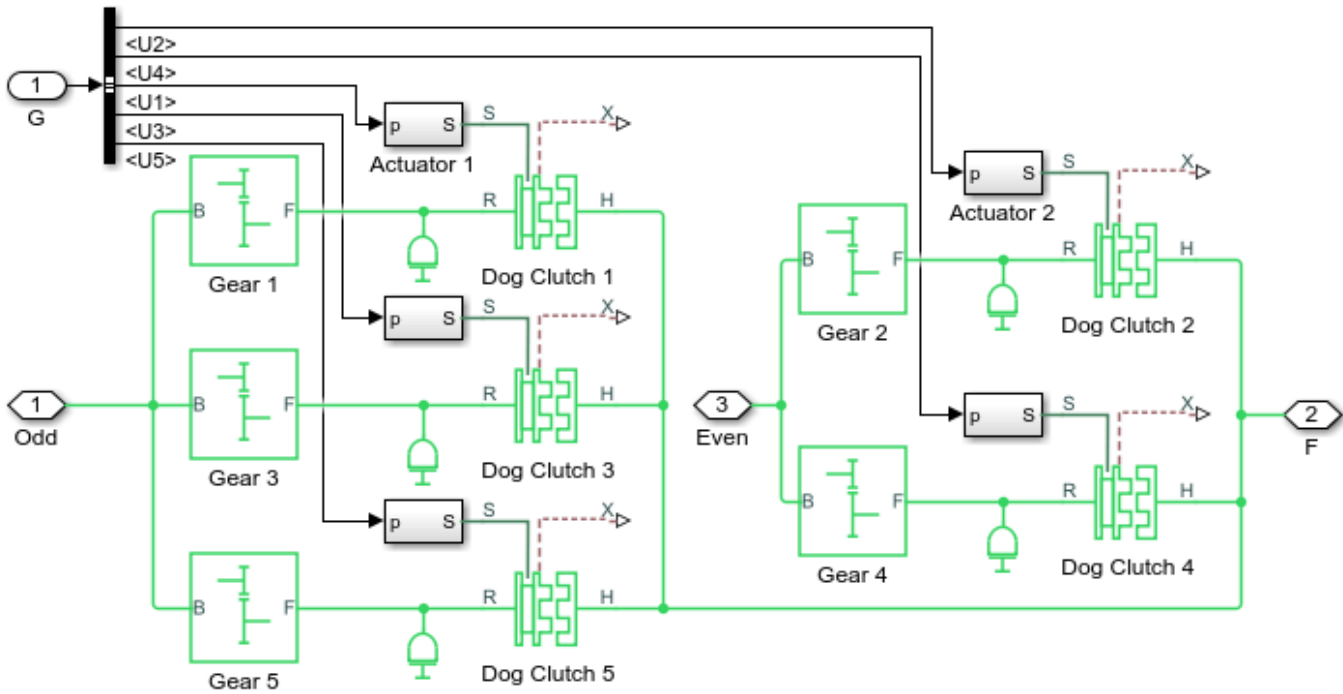 <U2>
1
<U4>
G
<U1>
<U3>
<U5>
p S S X
Actuator 1
B F R H
Gear 1
Dog Clutch 1
p S S X
Actuator 2
B F R H
Gear 2
Dog Clutch 2
p S S X
1
Odd
B F R H
Gear 3
Dog Clutch 3
3
Even
p S S X
2
F
B F R H
Gear 4
Dog Clutch 4
p S S X
B F R H
Gear 5
Dog Clutch 5